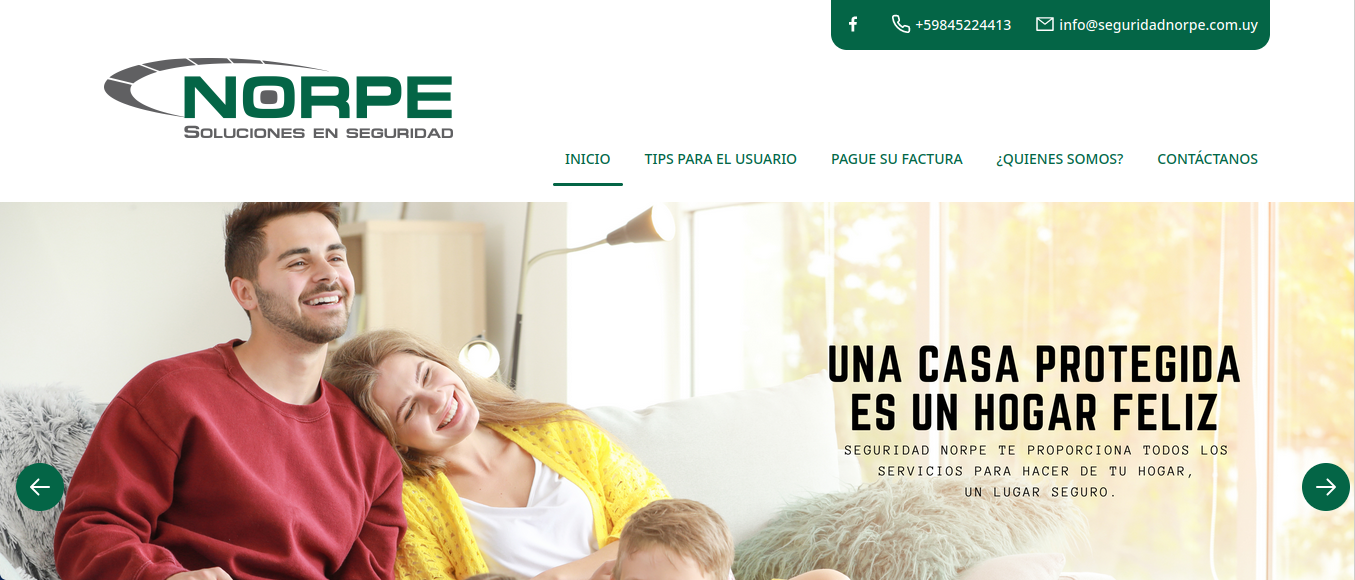 +59845224413 info@seguridadnorpe.com.uy
NORPE
SOLUCIONES EN SEGURIDAD
INICIO TIPS PARA EL USUARIO PAGUE SU FACTURA ¿QUIENES SOMOS? CONTÁCTANOS
UNA CASA PROTEGIDA
ES UN HOGAR FELIZ
SEGURIDAD NORPE TE PROPORCIONA TODOS LOS
SERVICIOS PARA HACER DE TU HOGAR,
UN LUGAR SEGURO.